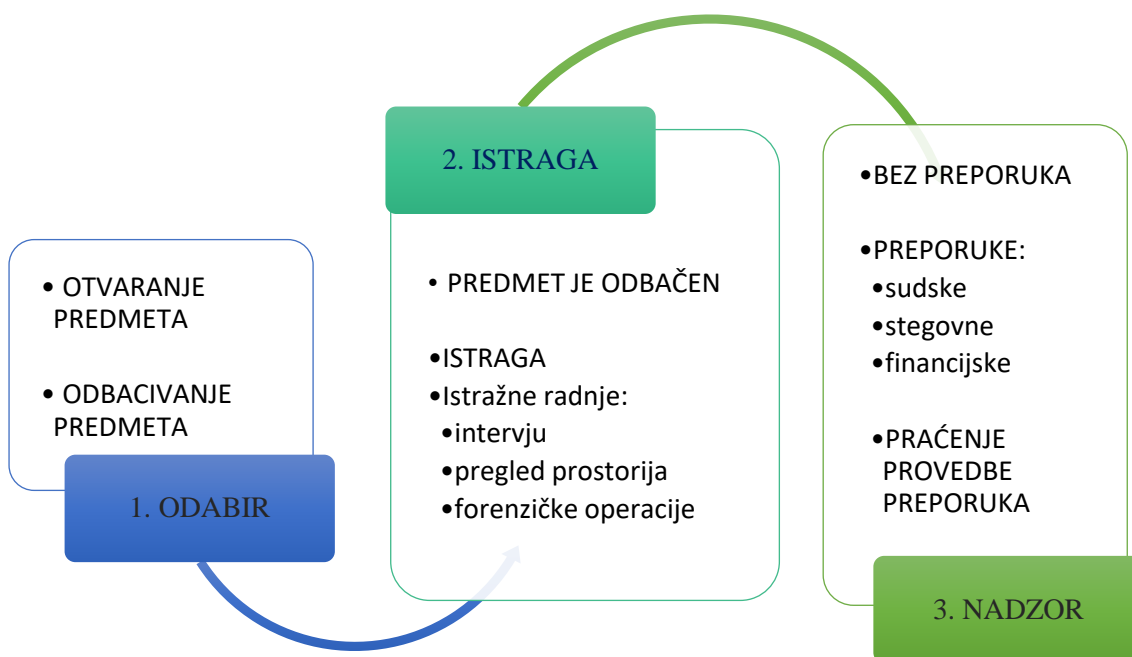 • OTVARANJE
PREDMETA
• ODBACIVANJE
PREDMETA
1. ODABIR
2. ISTRAGA
• PREDMET JE ODBAČEN
•ISTRAGA
•Istražne radnje:
•intervju
•pregled prostorija
•forenzičke operacije
•BEZ PREPORUKA
•PREPORUKE:
•sudske
•stegovne
•financijske
•PRAĆENJE
PROVEDBE
PREPORUKA
3. NADZOR